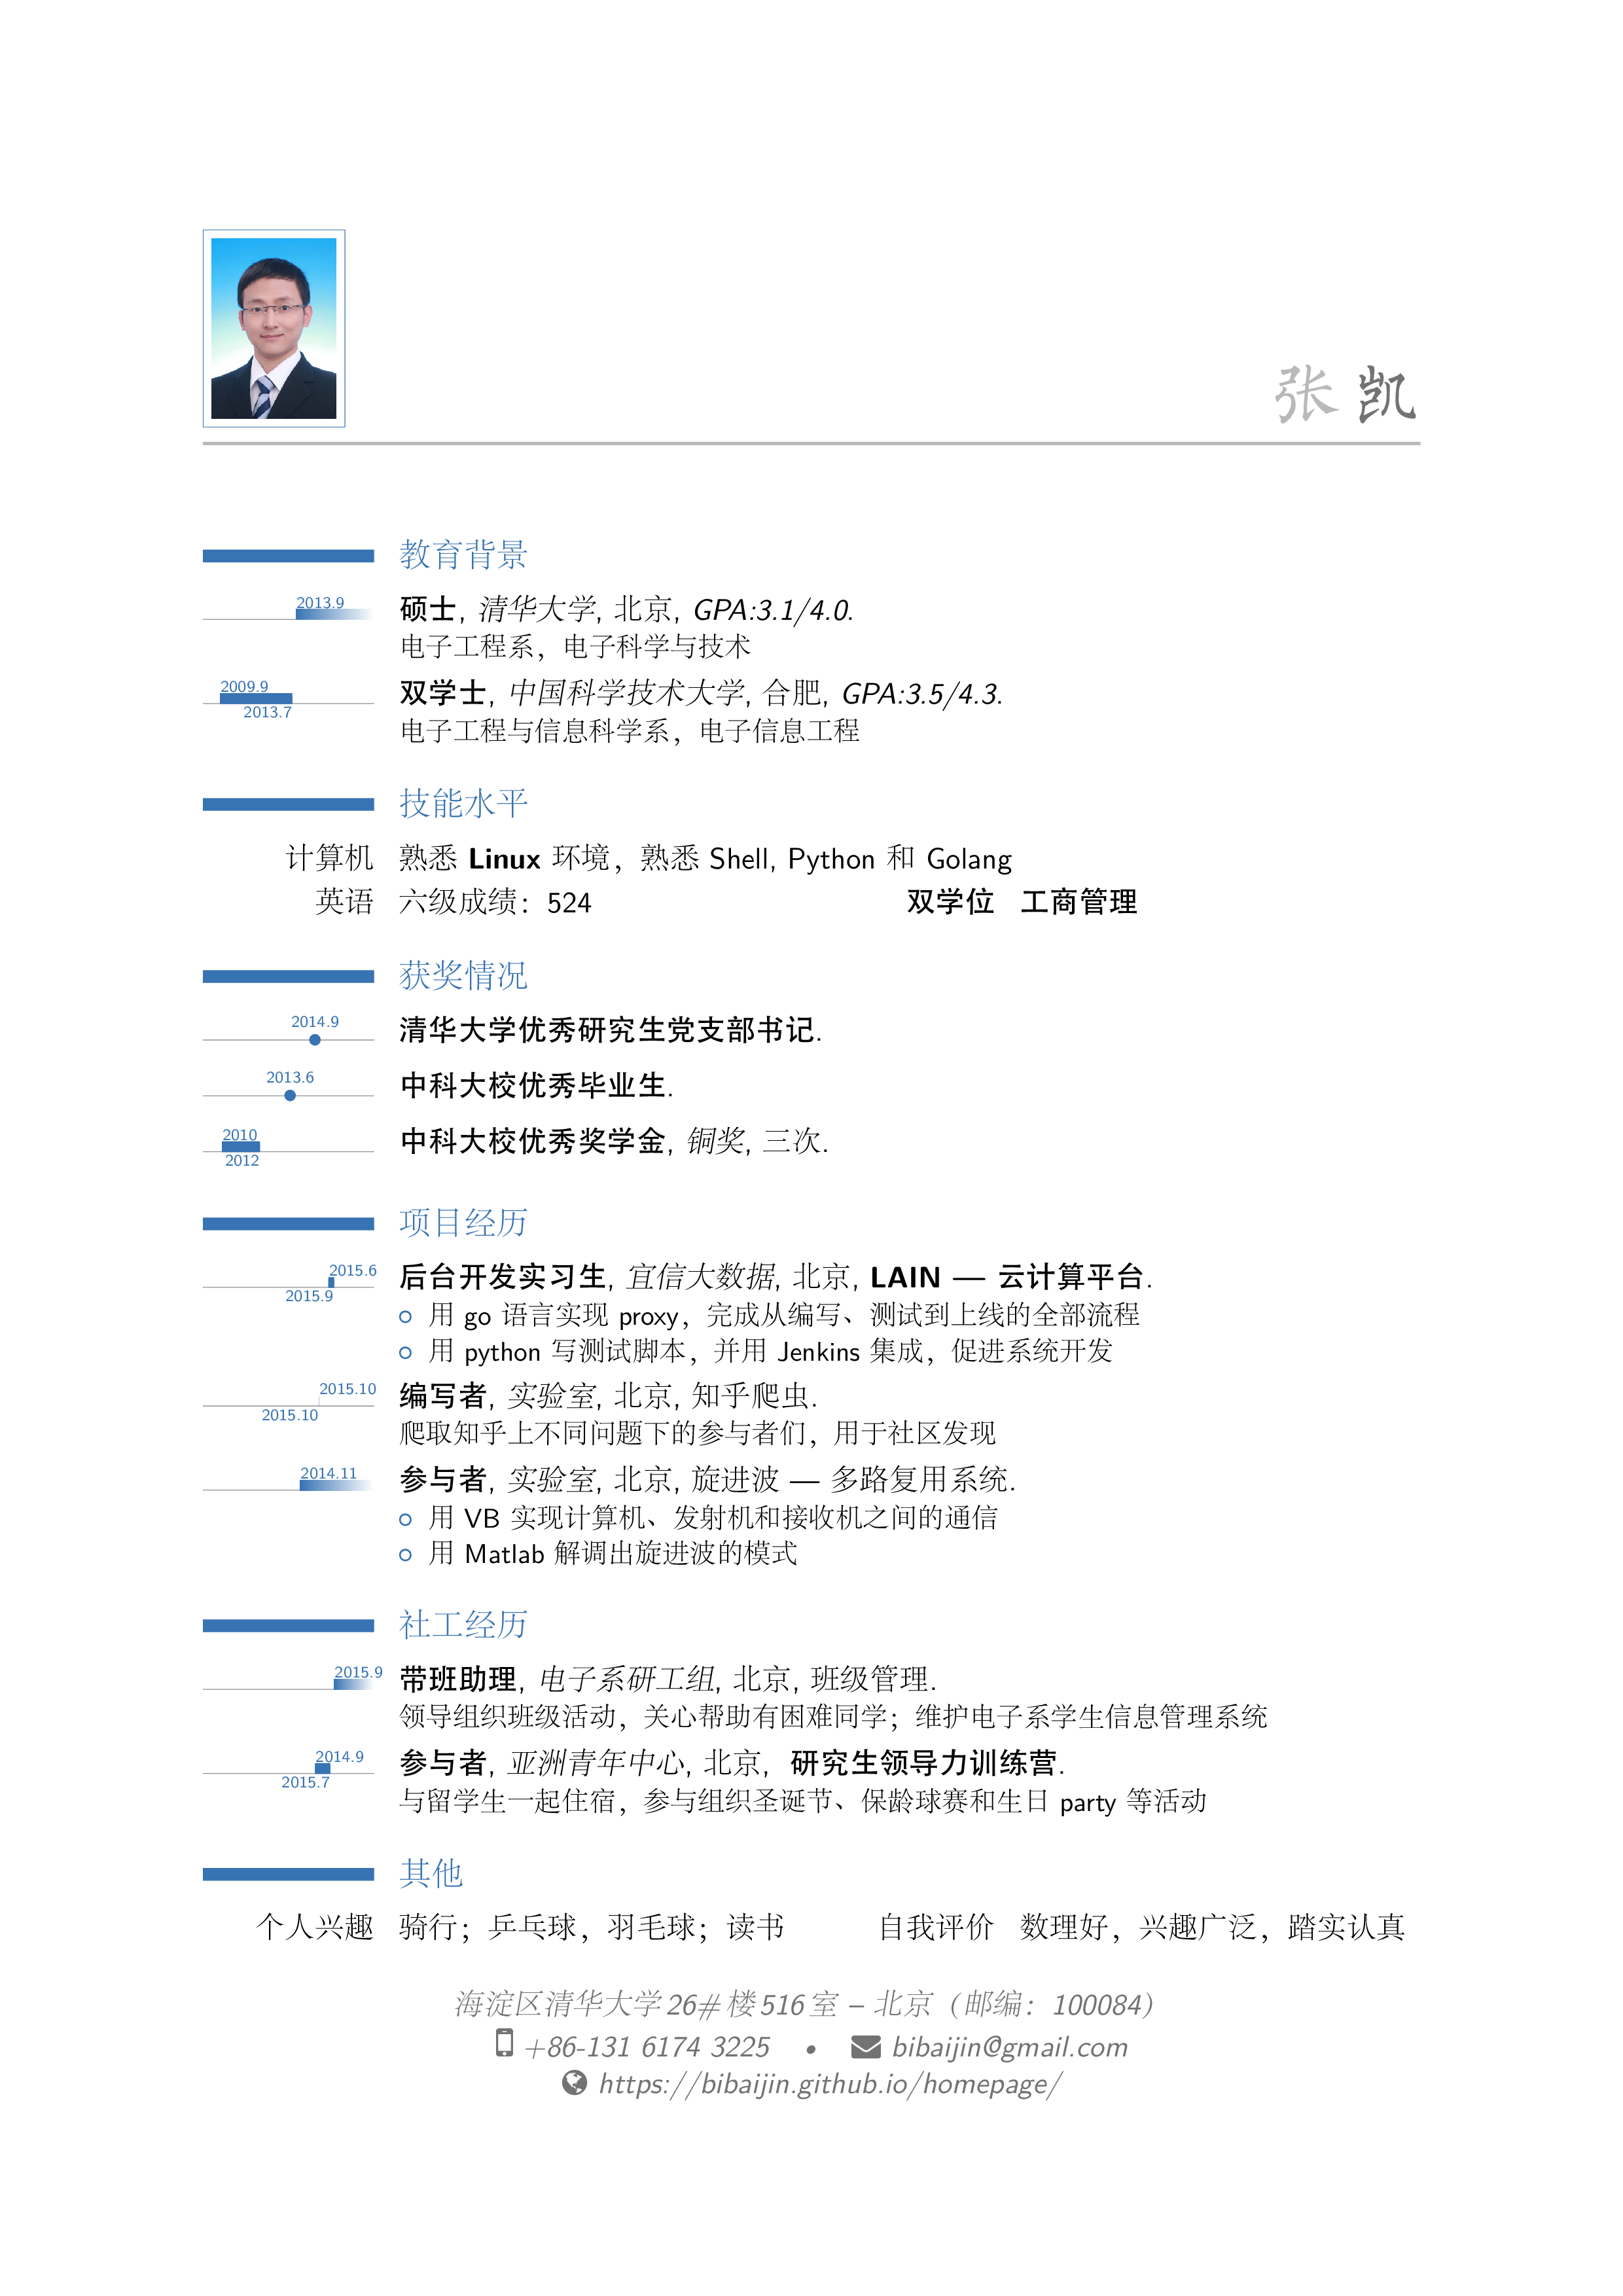 张 凯
教育背景
2013.9
硕士, 清华大学, 北京, GPA:3.1/4.0.
电子工程系，电子科学与技术
2009.9
2013.7
双学士, 中国科学技术大学, 合肥, GPA:3.5/4.3.
电子工程与信息科学系，电子信息工程
技能水平
计算机 熟悉 Linux 环境，熟悉 Shell, Python 和 Golang
英语 六级成绩：524 双学位 工商管理
获奖情况
2014.9
清华大学优秀研究生党支部书记.
2013.6
中科大校优秀毕业生.
2010
2012
中科大校优秀奖学金, 铜奖, 三次.
项目经历
2015.6
2015.9
后台开发实习生, 宜信大数据, 北京, LAIN — 云计算平台.
用 go 语言实现 proxy，完成从编写、测试到上线的全部流程
用 python 写测试脚本，并用 Jenkins 集成，促进系统开发
2015.10
2015.10
编写者, 实验室, 北京, 知乎爬虫.
爬取知乎上不同问题下的参与者们，用于社区发现
2014.11
参与者, 实验室, 北京, 旋进波 — 多路复用系统.
用 VB 实现计算机、发射机和接收机之间的通信
用 Matlab 解调出旋进波的模式
社工经历
2015.9
带班助理, 电子系研工组, 北京, 班级管理.
领导组织班级活动，关心帮助有困难同学；维护电子系学生信息管理系统
2014.9
2015.7
参与者, 亚洲青年中心, 北京, 研究生领导力训练营.
与留学生一起住宿，参与组织圣诞节、保龄球赛和生日 party 等活动
其他
个人兴趣 骑行；乒乓球，羽毛球；读书 自我评价 数理好，兴趣广泛，踏实认真
海淀区清华大学26#楼516室 – 北京（邮编：100084）
+86-131 6174 3225 • bibaijin@gmail.com
https://bibaijin.github.io/homepage/